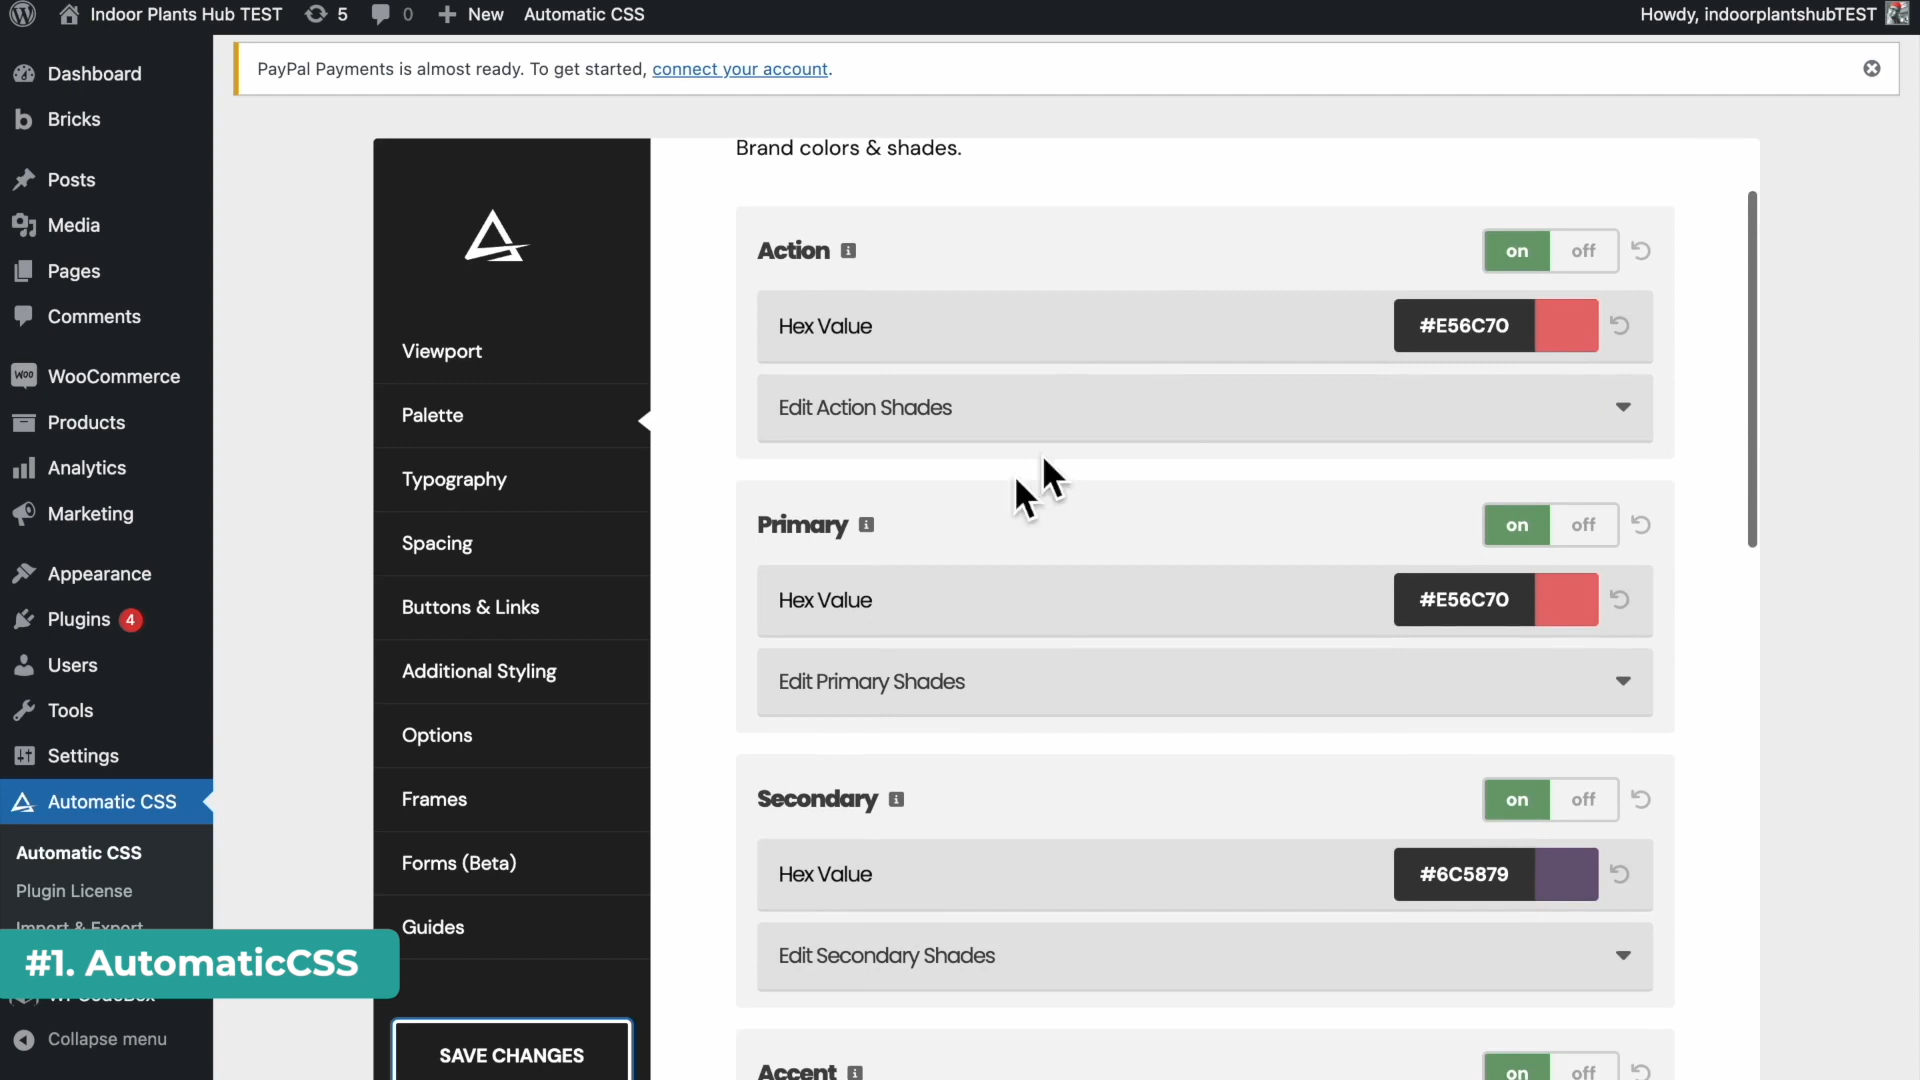 Indoor Plants Hub TEST
5
0
New
Automatic CSS
Howdy, indoorplantshubTEST
Dashboard
Bricks
Posts
Media
Pages
Comments
Woo
WooCommerce
Products
Analytics
Marketing
Appearance
Plugins 4
Users
Tools
Settings
Automatic CSS
Automatic CSS
Plugin License
Import & Export
#1. AutomaticCSS
WPCodeBox
Collapse menu
PayPal Payments is almost ready. To get started, connect your account.
Viewport
Palette
Typography
Spacing
Buttons & Links
Additional Styling
Options
Frames
Forms (Beta)
Guides
SAVE CHANGES
Brand colors & shades.
Action
on off
Hex Value
#E56C70
Edit Action Shades
Primary
on off
Hex Value
#E56C70
Edit Primary Shades
Secondary
on off
Hex Value
#6C5879
Edit Secondary Shades
Accent
on off